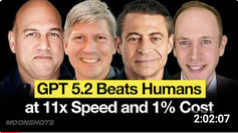 GPT 5.2 Beats Humans
at 11x Speed and 1% Cost
MOONSHOTS
2:02:07